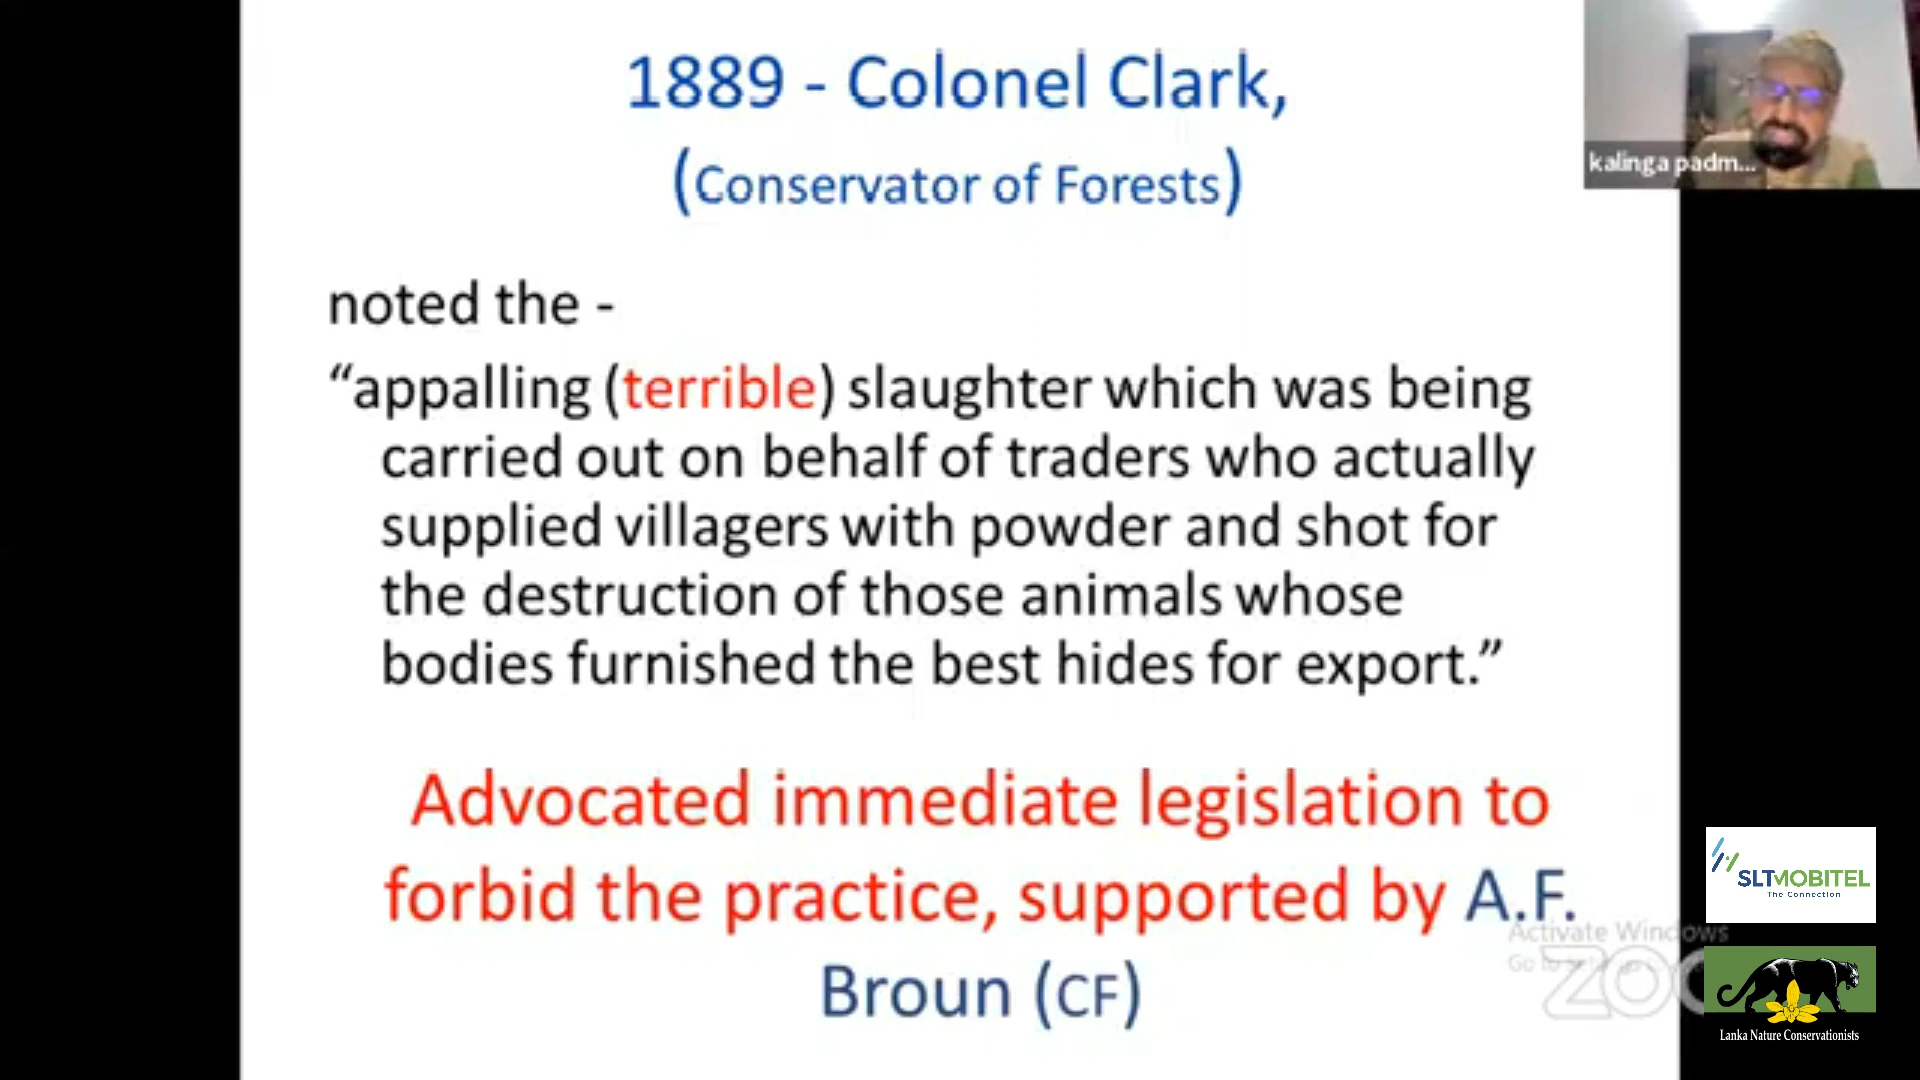 1889 - Colonel Clark,
(Conservator of Forests)
kalinga padm...
noted the -
“appalling (terrible) slaughter which was being
carried out on behalf of traders who actually
supplied villagers with powder and shot for
the destruction of those animals whose
bodies furnished the best hides for export.”
Advocated immediate legislation to
forbid the practice, supported by A.F.
Broun (CF)
Activate Windows
Go to
zoo
SLTMOBITEL
The Connection
Lanka Nature Conservationists